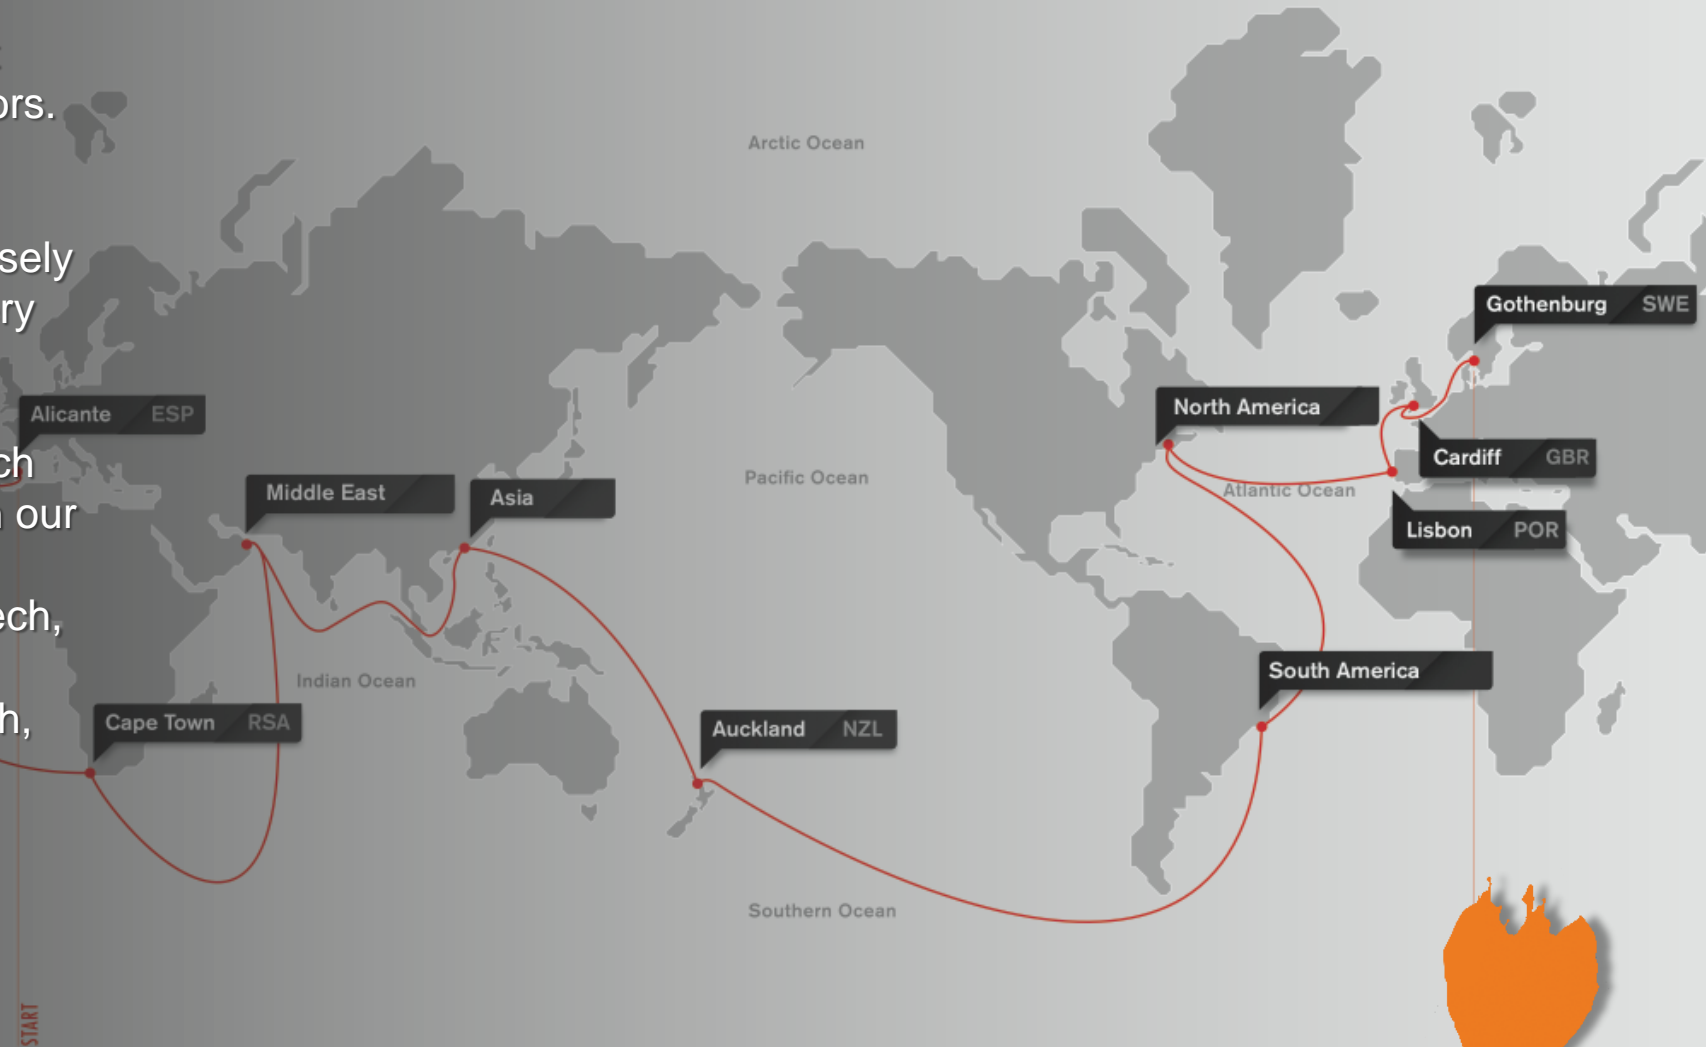 ors.
sely
ry
ch
our
ech,
h,
Arctic Ocean
Gothenburg SWE
Alicante ESP
North America
Cardiff GBR
Middle East
Asia
Pacific Ocean
Atlantic Ocean
Lisbon POR
Indian Ocean
South America
Cape Town RSA
Auckland NZL
Southern Ocean
START